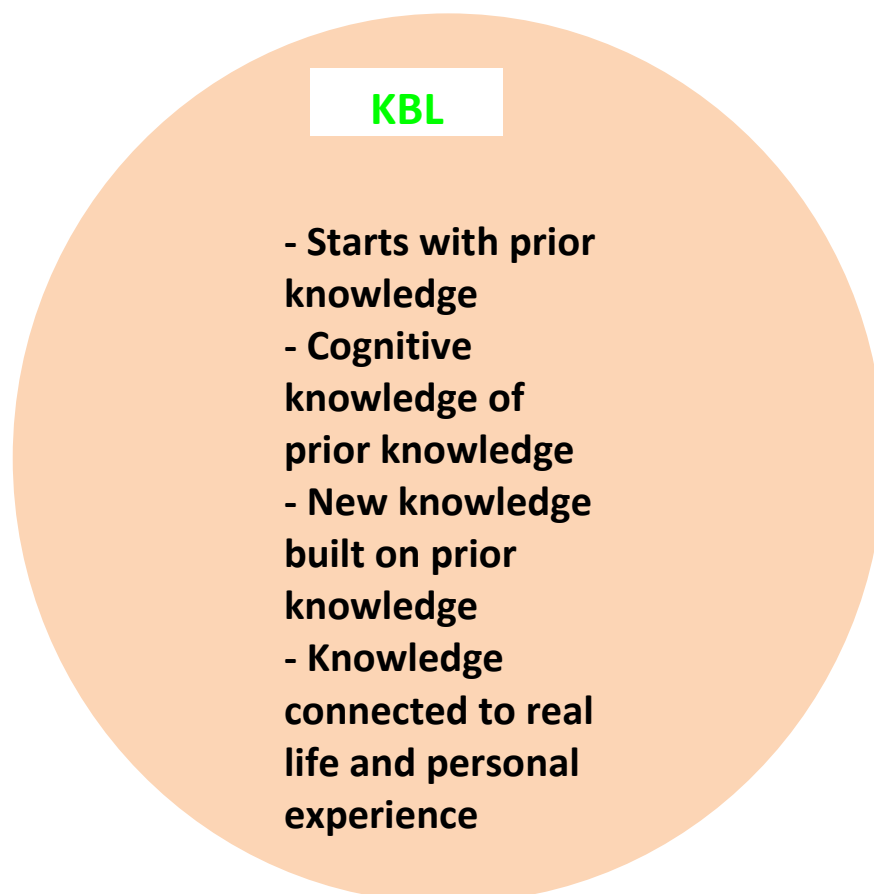 KBL
- Starts with prior
knowledge
- Cognitive
knowledge of
prior knowledge
- New knowledge
built on prior
knowledge
- Knowledge
connected to real
life and personal
experience